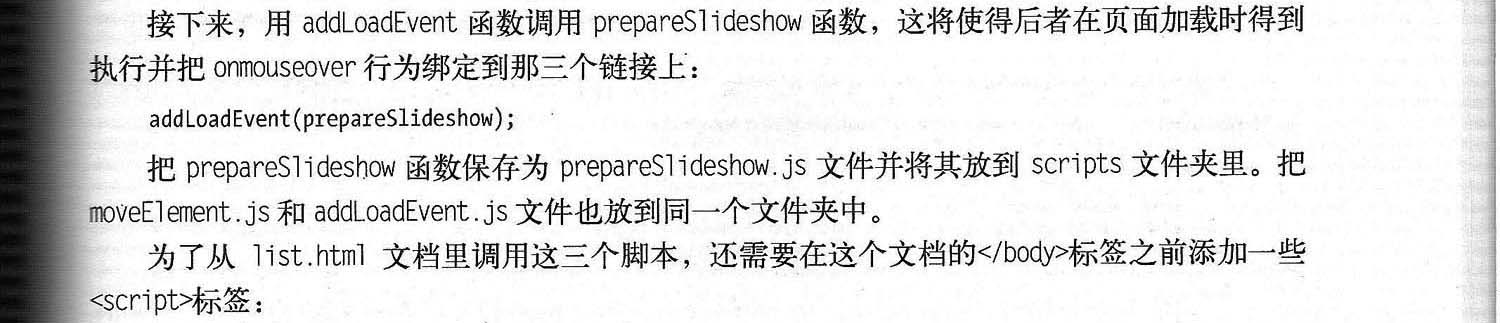 接下来，用 addLoadEvent 函数调用 prepareSlideshow 函数，这将使得后者在页面加载时得到
执行并把 onmouseover 行为绑定到那三个链接上：
addLoadEvent(prepareSlideshow);
把 prepareSlideshow 函数保存为 prepareSlideshow.js 文件并将其放到 scripts 文件夹里。把
moveElement.js 和 addLoadEvent.js 文件也放到同一个文件夹中。
为了从 list.html 文档里调用这三个脚本，还需要在这个文档的</body>标签之前添加一些
<script>标签：